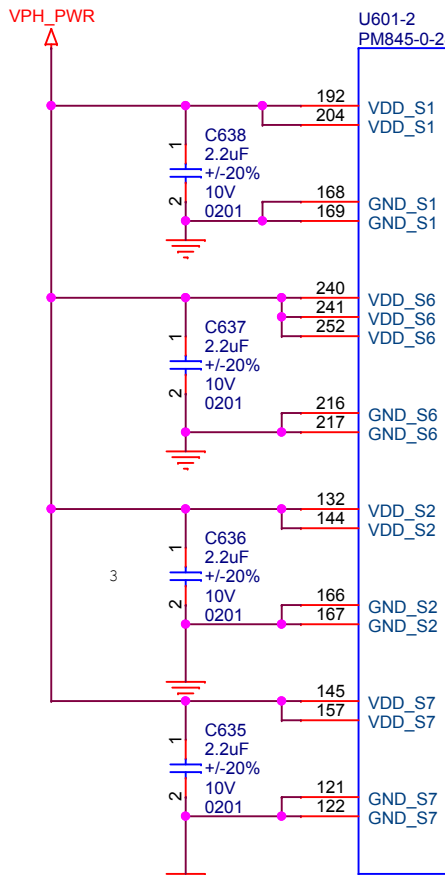 VPH_PWR
U601-2
PM845-0-2
192 VDD_S1
204 VDD_S1
1
C638
2.2uF
+/-20%
10V
0201
2
168 GND_S1
169 GND_S1
240 VDD_S6
241 VDD_S6
252 VDD_S6
1
C637
2.2uF
+/-20%
10V
0201
2
216 GND_S6
217 GND_S6
132 VDD_S2
144 VDD_S2
1
C636
2.2uF
3
+/-20%
10V
0201
2
166 GND_S2
167 GND_S2
145 VDD_S7
157 VDD_S7
1
C635
2.2uF
+/-20%
10V
0201
2
121 GND_S7
122 GND_S7